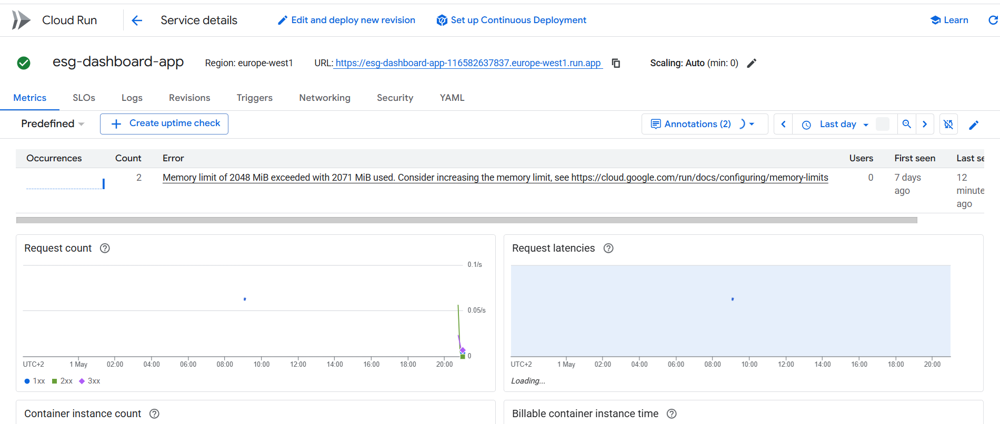 Cloud Run
Service details
Edit and deploy new revision
Set up Continuous Deployment
Learn
esg-dashboard-app
Region: europe-west1
URL: https://esg-dashboard-app-116582637837.europe-west1.run.app
Scaling: Auto (min: 0)
Metrics
SLOs
Logs
Revisions
Triggers
Networking
Security
YAML
Predefined
Create uptime check
Annotations (2)
Last day
Occurrences Count Error Users First seen Last se
2 Memory limit of 2048 MiB exceeded with 2071 MiB used. Consider increasing the memory limit, see https://cloud.google.com/run/docs/configuring/memory-limits 0 7 days 12
ago minute
ago
Request count
0.1/s
0.05/s
0
UTC+2 1 May 02:00 04:00 06:00 08:00 10:00 12:00 14:00 16:00 18:00 20:00
1xx 2xx 3xx
Request latencies
UTC+2 1 May 02:00 04:00 06:00 08:00 10:00 12:00 14:00 16:00 18:00 20:00
Loading...
Container instance count
Billable container instance time